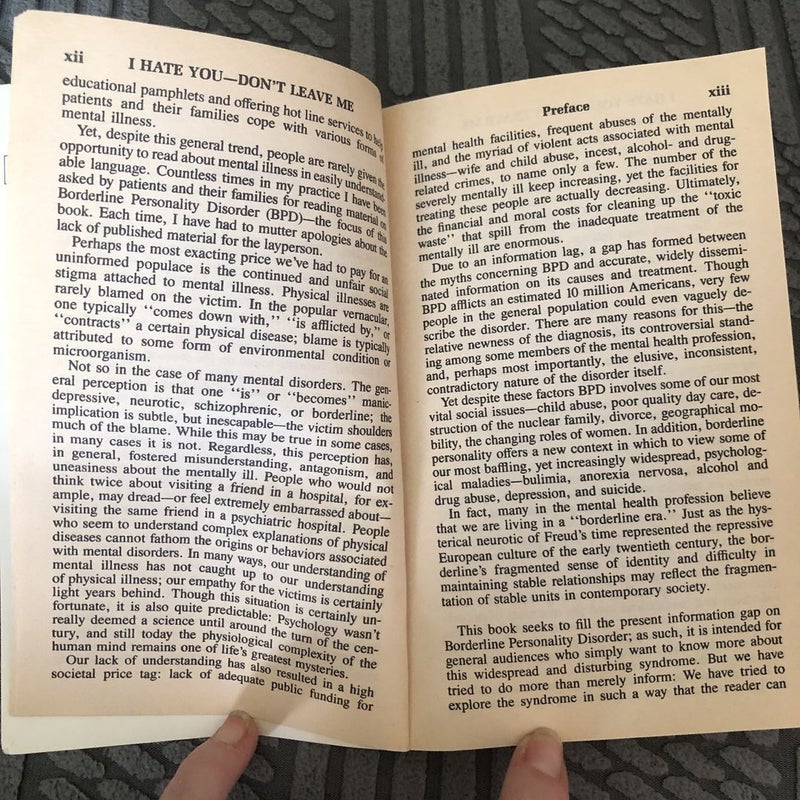 xii
I HATE YOU—DON'T LEAVE ME
educational pamphlets and offering hot line services to help
patients and their families cope with various forms of
mental illness.
Yet, despite this general trend, people are rarely given the
opportunity to read about mental illness in easily understand-
able language. Countless times in my practice I have been
asked by patients and their families for reading material on
Borderline Personality Disorder (BPD)—the focus of this
book. Each time, I have had to mutter apologies about the
lack of published material for the layperson.
Perhaps the most exacting price we've had to pay for an
uninformed populace is the continued and unfair social
stigma attached to mental illness. Physical illnesses are
rarely blamed on the victim. In the popular vernacular,
one typically "comes down with," "is afflicted by," or
"contracts" a certain physical disease; blame is typically
attributed to some form of environmental condition or
microorganism.
Not so in the case of many mental disorders. The gen-
eral perception is that one "is" or "becomes" manic-
depressive, neurotic, schizophrenic, or borderline; the
implication is subtle, but inescapable—the victim shoulders
much of the blame. While this may be true in some cases,
in many cases it is not. Regardless, this perception has,
in general, fostered misunderstanding, antagonism, and
uneasiness about the mentally ill. People who would not
think twice about visiting a friend in a hospital, for ex-
ample, may dread—or feel extremely embarrassed about—
visiting the same friend in a psychiatric hospital. People
who seem to understand complex explanations of physical
diseases cannot fathom the origins or behaviors associated
with mental disorders. In many ways, our understanding of
mental illness has not caught up to our understanding
of physical illness; our empathy for the victims is certainly
light years behind. Though this situation is certainly un-
fortunate, it is also quite predictable: Psychology wasn't
really deemed a science until around the turn of the cen-
tury, and still today the physiological complexity of the
human mind remains one of life's greatest mysteries.
Our lack of understanding has also resulted in a high
societal price tag: lack of adequate public funding for
Preface
xiii
mental health facilities, frequent abuses of the mentally
ill, and the myriad of violent acts associated with mental
illness—wife and child abuse, incest, alcohol- and drug-
related crimes, to name only a few. The number of the
severely mentally ill keep increasing, yet the facilities for
treating these people are actually decreasing. Ultimately,
the financial and moral costs for cleaning up the "toxic
waste" that spill from the inadequate treatment of the
mentally ill are enormous.
Due to an information lag, a gap has formed between
the myths concerning BPD and accurate, widely dissemi-
nated information on its causes and treatment. Though
BPD afflicts an estimated 10 million Americans, very few
people in the general population could even vaguely de-
scribe the disorder. There are many reasons for this—the
relative newness of the diagnosis, its controversial stand-
ing among some members of the mental health profession,
and, perhaps most importantly, the elusive, inconsistent,
contradictory nature of the disorder itself.
Yet despite these factors BPD involves some of our most
vital social issues—child abuse, poor quality day care, de-
struction of the nuclear family, divorce, geographical mo-
bility, the changing roles of women. In addition, borderline
personality offers a new context in which to view some of
our most baffling, yet increasingly widespread, psycholog-
ical maladies—bulimia, anorexia nervosa, alcohol and
drug abuse, depression, and suicide.
In fact, many in the mental health profession believe
that we are living in a "borderline era." Just as the hys-
terical neurotic of Freud's time represented the repressive
European culture of the early twentieth century, the bor-
derline's fragmented sense of identity and difficulty in
maintaining stable relationships may reflect the fragmen-
tation of stable units in contemporary society.
This book seeks to fill the present information gap on
Borderline Personality Disorder; as such, it is intended for
general audiences who simply want to know more about
this widespread and disturbing syndrome. But we have
tried to do more than merely inform: We have tried to
explore the syndrome in such a way that the reader can